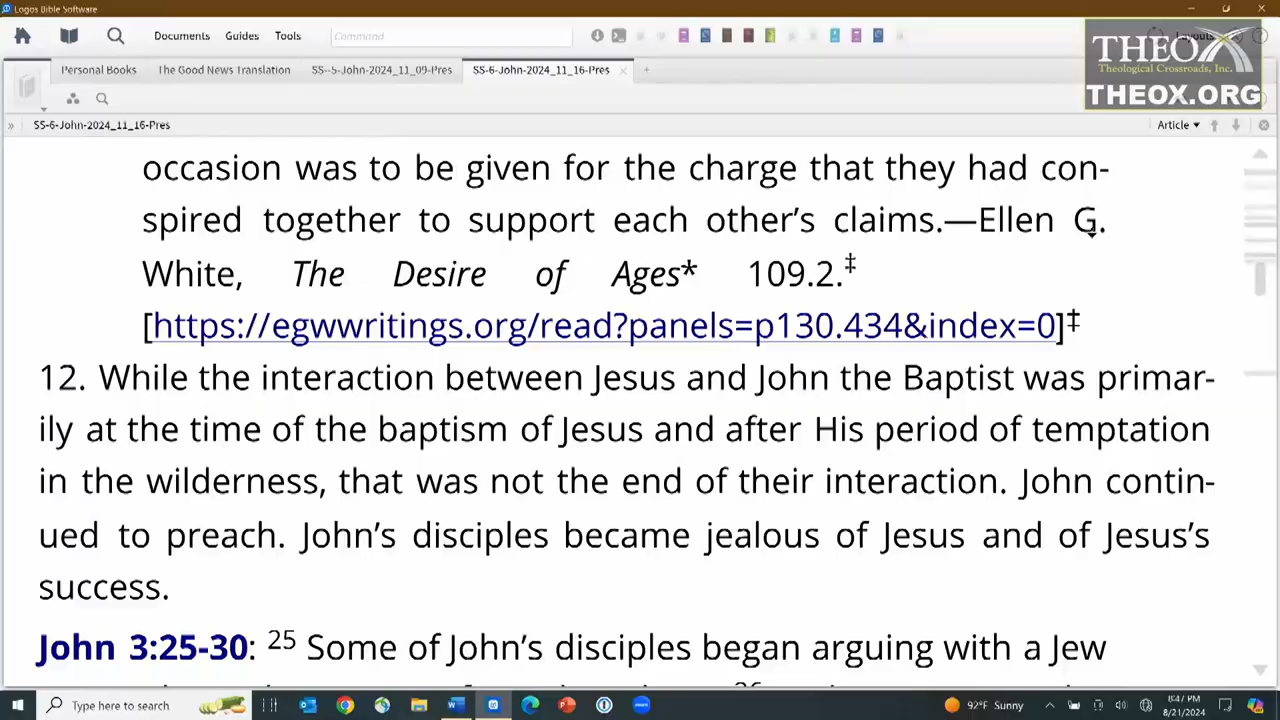 Logos Bible Software
Documents Guides Tools Command
THEOX
Theological Crossroads, Inc.
THEOX.ORG
Personal Books The Good News Translation SS--5-John-2024_11_09-Hits SS-6-John-2024_11_16-Pres
SS-6-John-2024_11_16-Pres Article
occasion was to be given for the charge that they had con-
spired together to support each other's claims.—Ellen G.
White, The Desire of Ages* 109.2.‡
[https://egwwritings.org/read?panels=p130.434&index=0]‡
12. While the interaction between Jesus and John the Baptist was primar-
ily at the time of the baptism of Jesus and after His period of temptation
in the wilderness, that was not the end of their interaction. John contin-
ued to preach. John's disciples became jealous of Jesus and of Jesus's
success.
John 3:25-30: 25 Some of John's disciples began arguing with a Jew
Type here to search
92°F Sunny
8:47 PM
8/21/2024